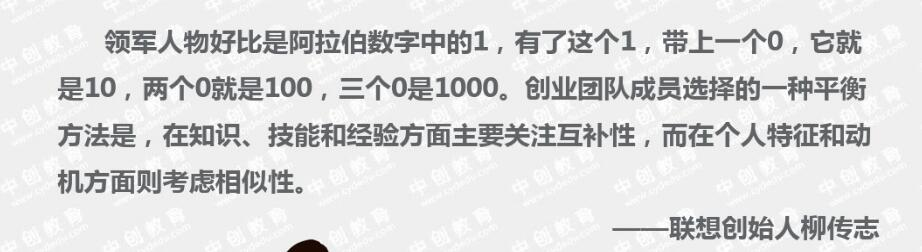 领军人物好比是阿拉伯数字中的1，有了这个1，带上一个0，它就
是10，两个0就是100，三个0是1000。创业团队成员选择的一种平衡
方法是，在知识、技能和经验方面主要关注互补性，而在个人特征和动
机方面则考虑相似性。
——联想创始人柳传志
中创教育